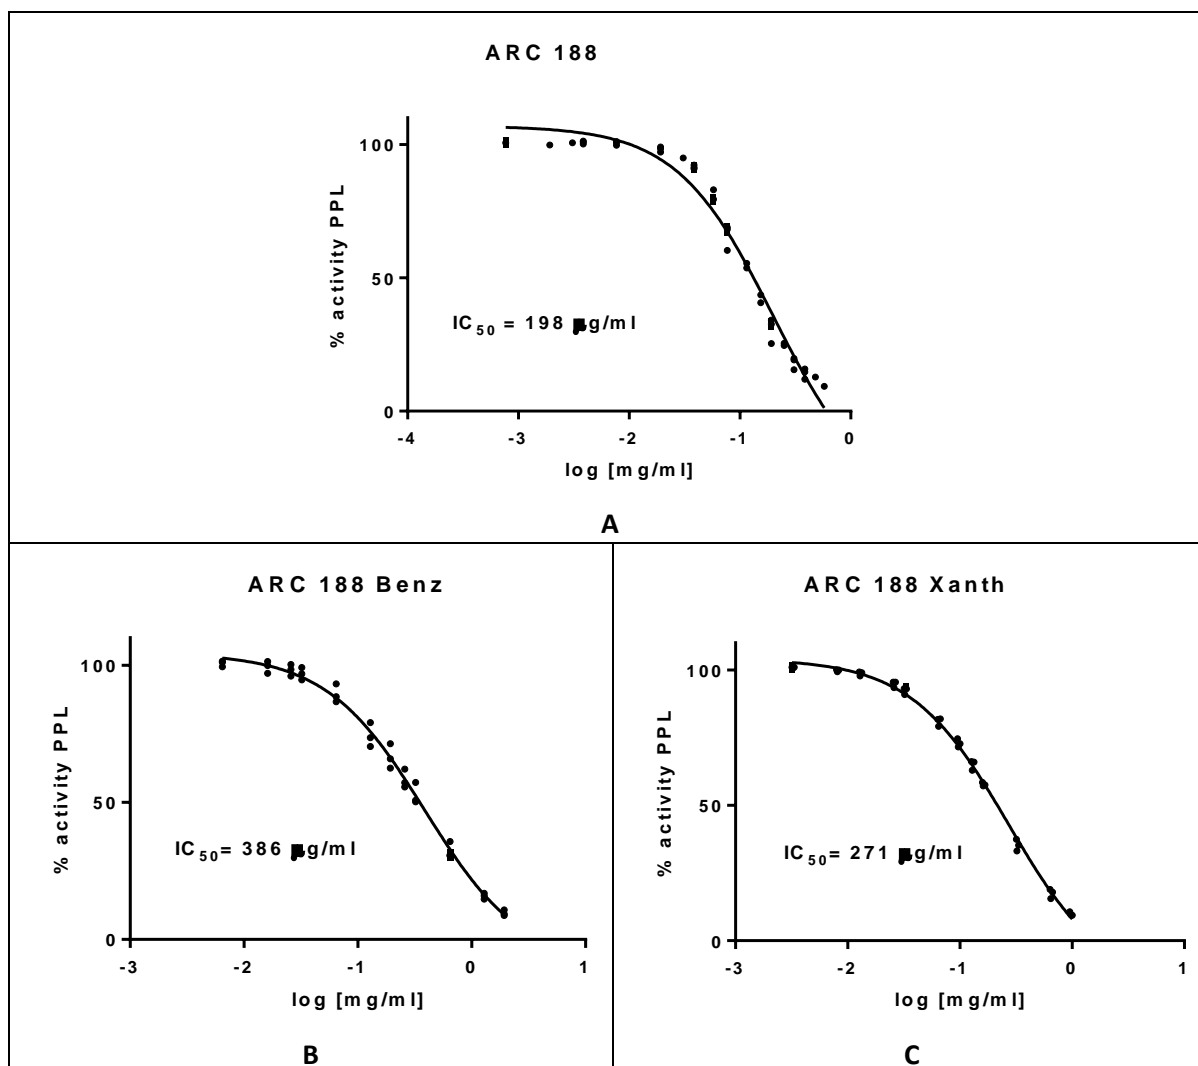 ARC 188
% activity PPL
100
50
0
IC50 = 198 g/ml
-4 -3 -2 -1 0
log [mg/ml]
A
ARC 188 Benz
% activity PPL
100
50
0
IC50= 386 g/ml
-3 -2 -1 0 1
log [mg/ml]
B
ARC 188 Xanth
% activity PPL
100
50
0
IC50= 271 g/ml
-3 -2 -1 0 1
log [mg/ml]
C